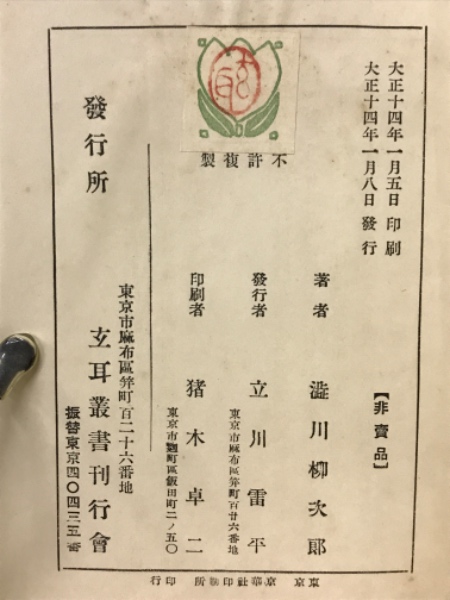 大正十四年一月五日印刷
大正十四年一月八日發行
【非賣品】
不許複製
著者 澁川柳次郎
發行者 立川雷平
東京市麻布區笄町百廿六番地
印刷者 猪木卓二
東京市麴町區飯田町二ノ五〇
發行所
東京市麻布區笄町百二十六番地
玄耳叢書刊行會
振替東京四〇四三五番
東京 京華社印刷所 印行